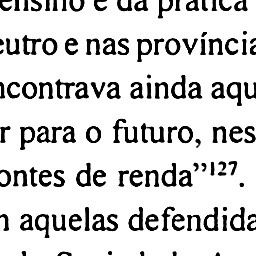 ensino e da prática
eutro e nas província
ncontrava ainda aqu
r para o futuro, nes
ontes de renda”¹²⁷.
m aquelas defendida